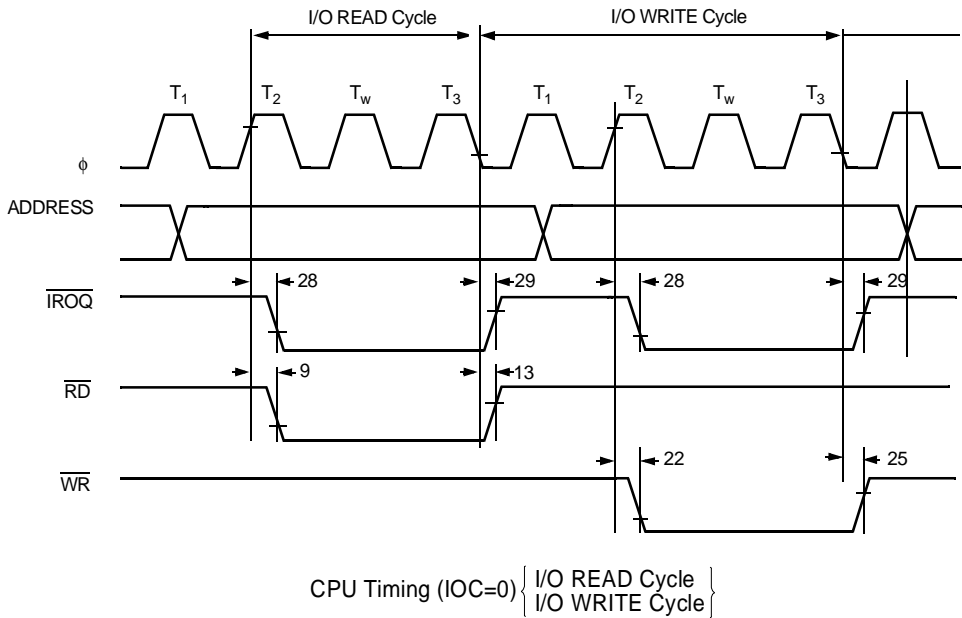 I/O READ Cycle I/O WRITE Cycle
T1 T2 Tw T3 T1 T2 Tw T3
ϕ
ADDRESS
28 29 28 29
IROQ
9 13
RD
22 25
WR
CPU Timing (IOC=0) { I/O READ Cycle
I/O WRITE Cycle }